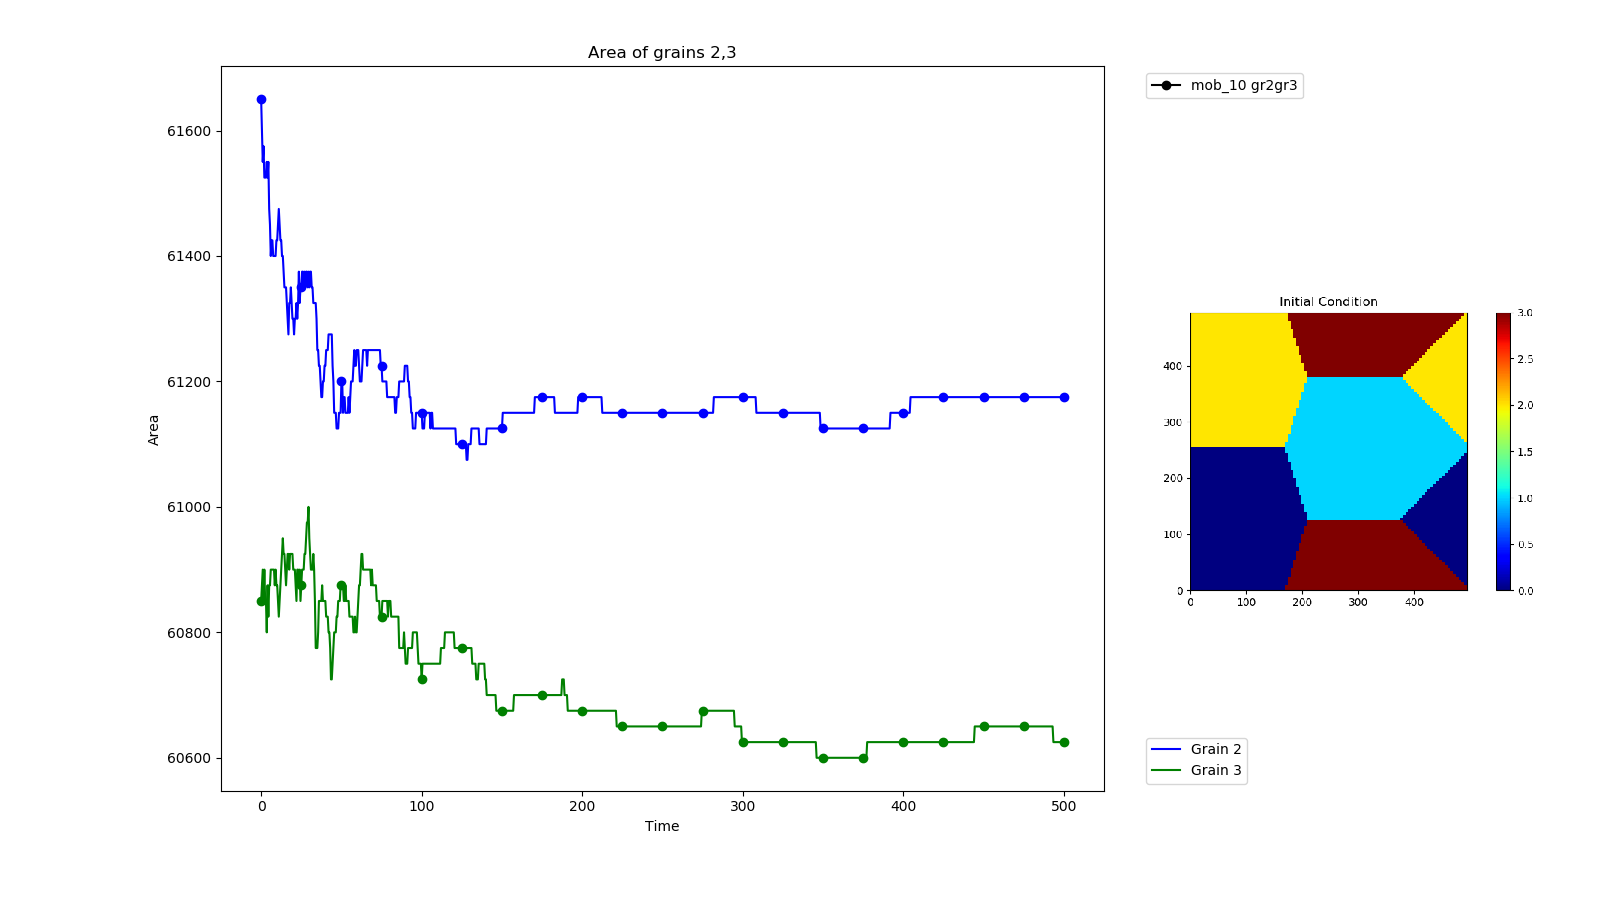 Area of grains 2,3
Area
61600
61400
61200
61000
60800
60600
0 100 200 300 400 500
Time
mob_10 gr2gr3
Initial Condition
400
300
200
100
0
0 100 200 300 400
3.0
2.5
2.0
1.5
1.0
0.5
0.0
Grain 2
Grain 3